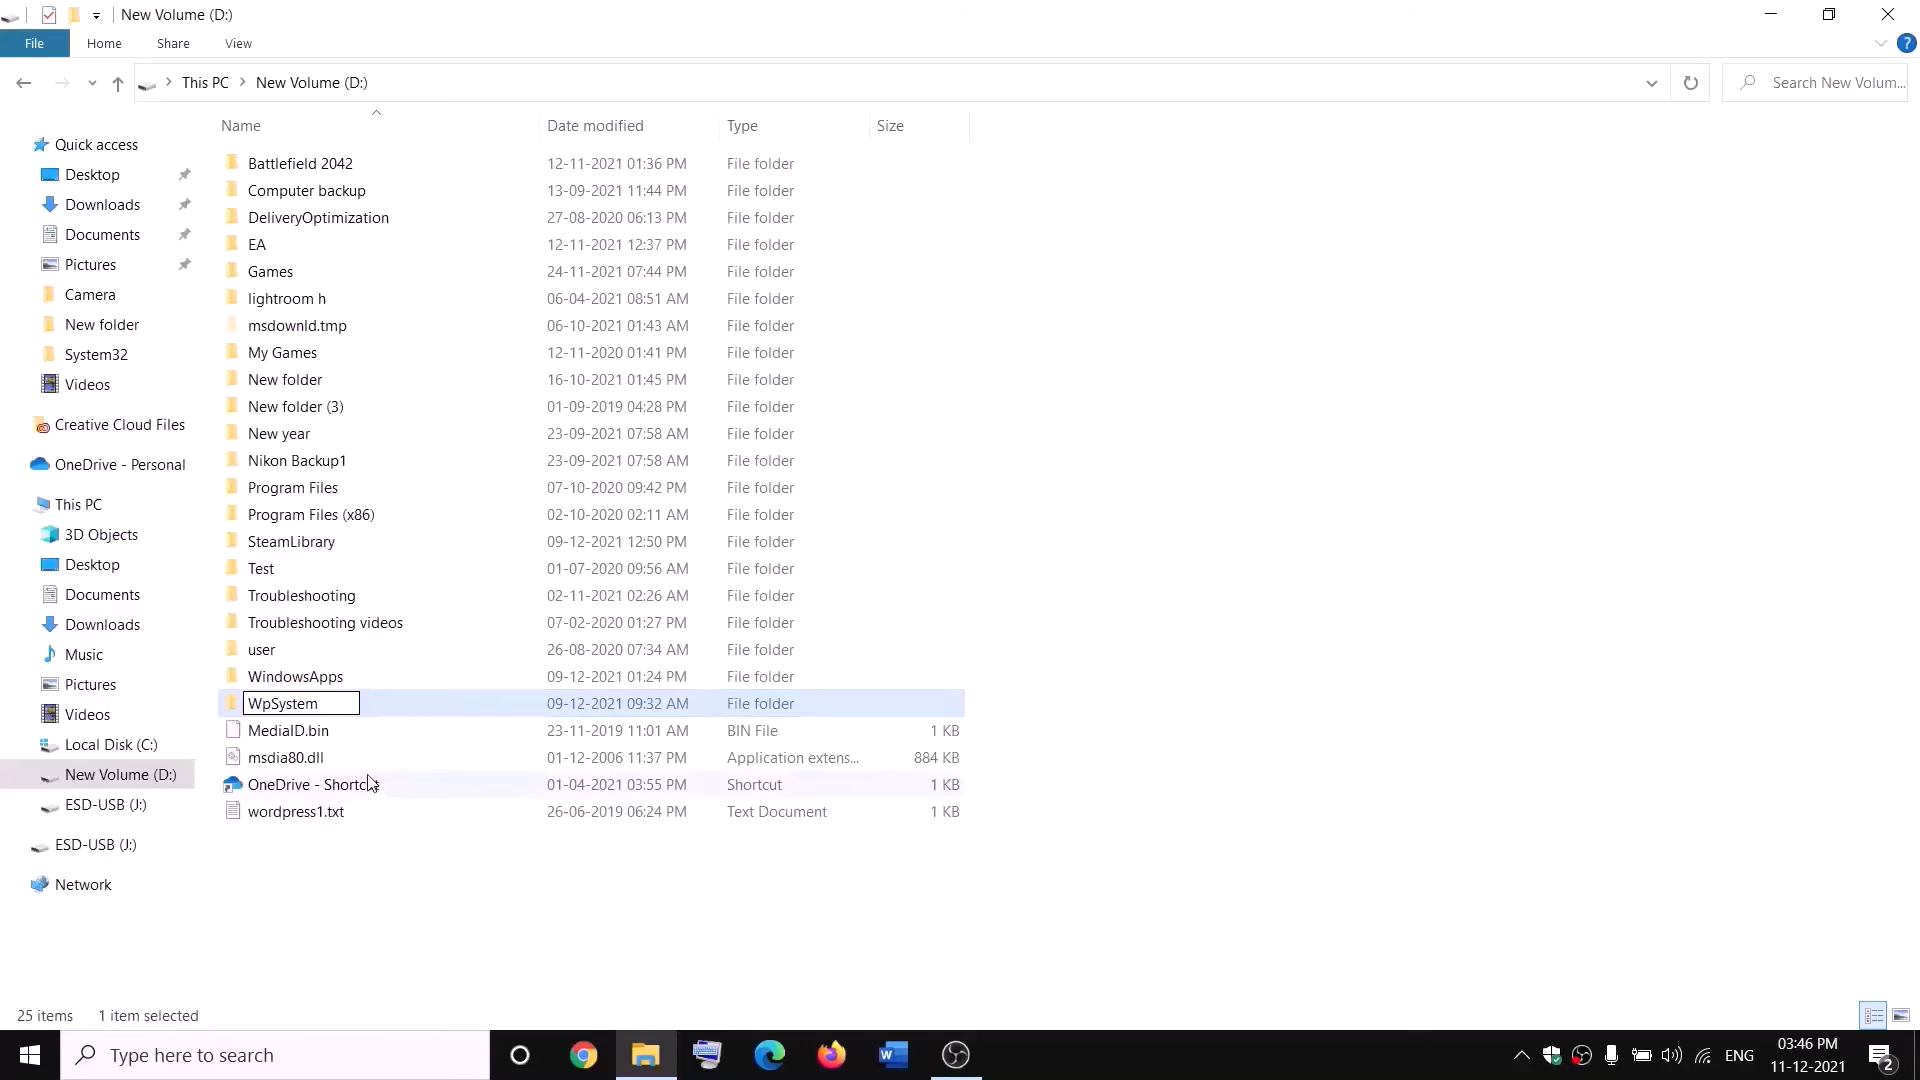 New Volume (D:)
File Home Share View
This PC New Volume (D:)
Search New Volum...
Name Date modified Type Size
Quick access
Desktop
Downloads
Documents
Pictures
Camera
New folder
System32
Videos
Creative Cloud Files
OneDrive - Personal
This PC
3D Objects
Desktop
Documents
Downloads
Music
Pictures
Videos
Local Disk (C:)
New Volume (D:)
ESD-USB (J:)
ESD-USB (J:)
Network
Battlefield 2042 12-11-2021 01:36 PM File folder
Computer backup 13-09-2021 11:44 PM File folder
DeliveryOptimization 27-08-2020 06:13 PM File folder
EA 12-11-2021 12:37 PM File folder
Games 24-11-2021 07:44 PM File folder
lightroom h 06-04-2021 08:51 AM File folder
msdownld.tmp 06-10-2021 01:43 AM File folder
My Games 12-11-2020 01:41 PM File folder
New folder 16-10-2021 01:45 PM File folder
New folder (3) 01-09-2019 04:28 PM File folder
New year 23-09-2021 07:58 AM File folder
Nikon Backup1 23-09-2021 07:58 AM File folder
Program Files 07-10-2020 09:42 PM File folder
Program Files (x86) 02-10-2020 02:11 AM File folder
SteamLibrary 09-12-2021 12:50 PM File folder
Test 01-07-2020 09:56 AM File folder
Troubleshooting 02-11-2021 02:26 AM File folder
Troubleshooting videos 07-02-2020 01:27 PM File folder
user 26-08-2020 07:34 AM File folder
WindowsApps 09-12-2021 01:24 PM File folder
WpSystem 09-12-2021 09:32 AM File folder
MediaID.bin 23-11-2019 11:01 AM BIN File 1 KB
msdia80.dll 01-12-2006 11:37 PM Application extens... 884 KB
OneDrive - Shortcut 01-04-2021 03:55 PM Shortcut 1 KB
wordpress1.txt 26-06-2019 06:24 PM Text Document 1 KB
25 items 1 item selected
Type here to search
ENG
03:46 PM
11-12-2021
2